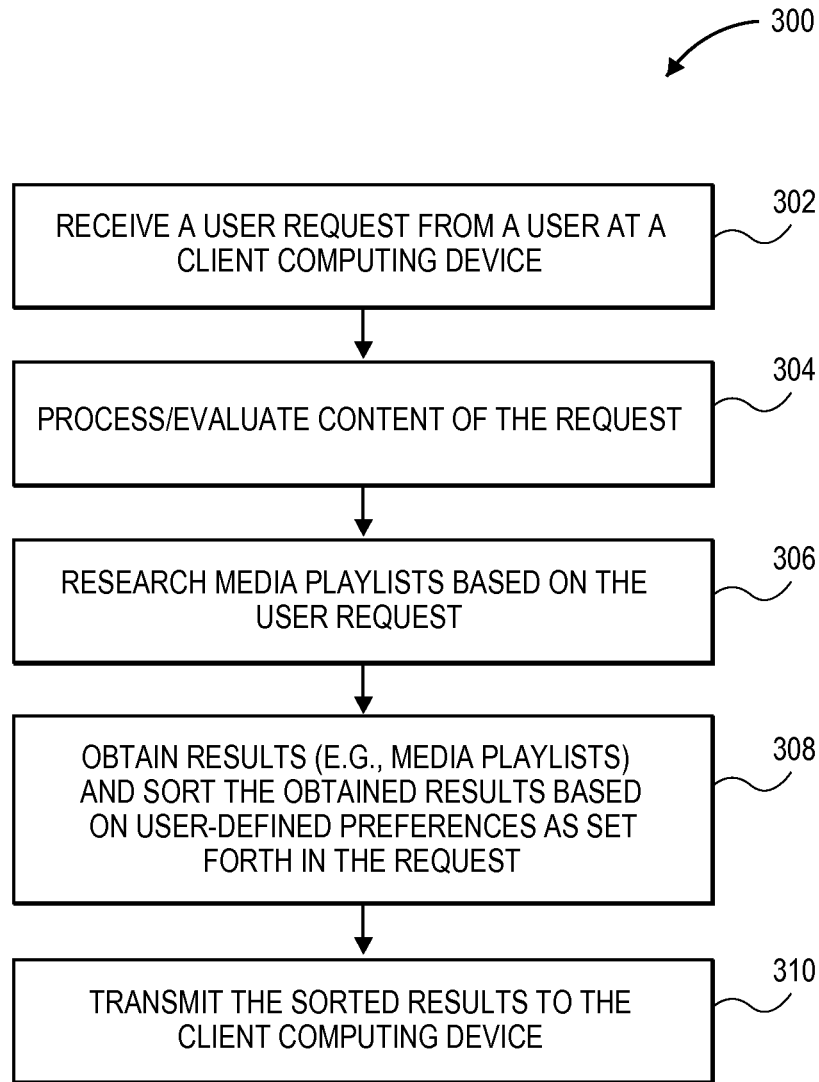 300
RECEIVE A USER REQUEST FROM A USER AT A
CLIENT COMPUTING DEVICE
302
PROCESS/EVALUATE CONTENT OF THE REQUEST
304
RESEARCH MEDIA PLAYLISTS BASED ON THE
USER REQUEST
306
OBTAIN RESULTS (E.G., MEDIA PLAYLISTS)
AND SORT THE OBTAINED RESULTS BASED
ON USER-DEFINED PREFERENCES AS SET
FORTH IN THE REQUEST
308
TRANSMIT THE SORTED RESULTS TO THE
CLIENT COMPUTING DEVICE
310